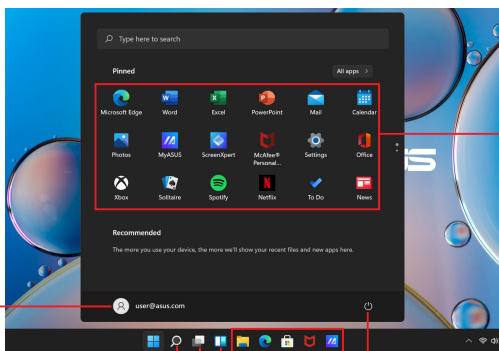 Type here to search
Pinned
All apps >
Microsoft Edge Word Excel PowerPoint Mail Calendar
Photos MyASUS ScreenXpert McAfee® Settings Office
Personal...
Xbox Solitaire Spotify Netflix To Do News
Recommended
The more you use your device, the more we'll show your recent files and new apps here.
user@asus.com